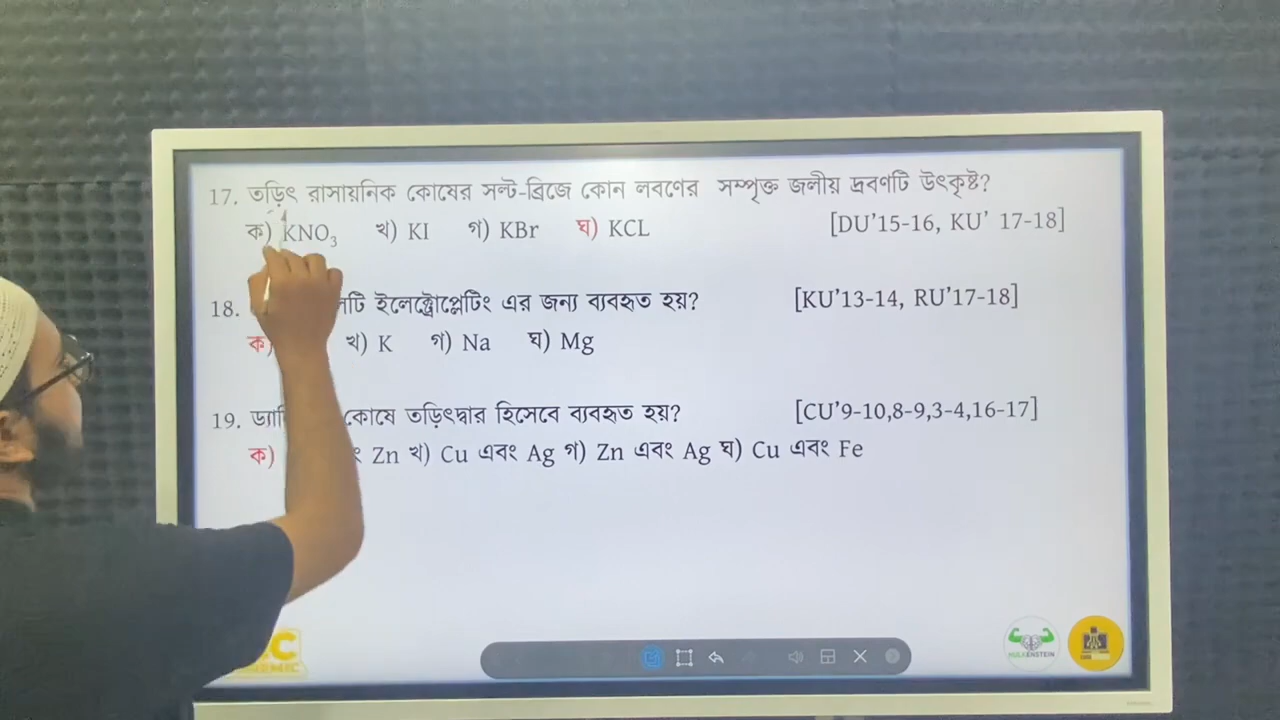 17. তড়িৎ রাসায়নিক কোষের সল্ট-ব্রিজে কোন লবণের সম্পৃক্ত জলীয় দ্রবণটি উৎকৃষ্ট?
ক) KNO₃ খ) KI গ) KBr ঘ) KCL [DU'15-16, KU' 17-18]
18. ইলেক্ট্রোপ্লেটিং এর জন্য ব্যবহৃত হয়? [KU'13-14, RU'17-18]
ক) খ) K গ) Na ঘ) Mg
19. কোষে তড়িৎদ্বার হিসেবে ব্যবহৃত হয়? [CU'9-10,8-9,3-4,16-17]
ক) Zn খ) Cu এবং Ag গ) Zn এবং Ag ঘ) Cu এবং Fe
HULKENSTEIN